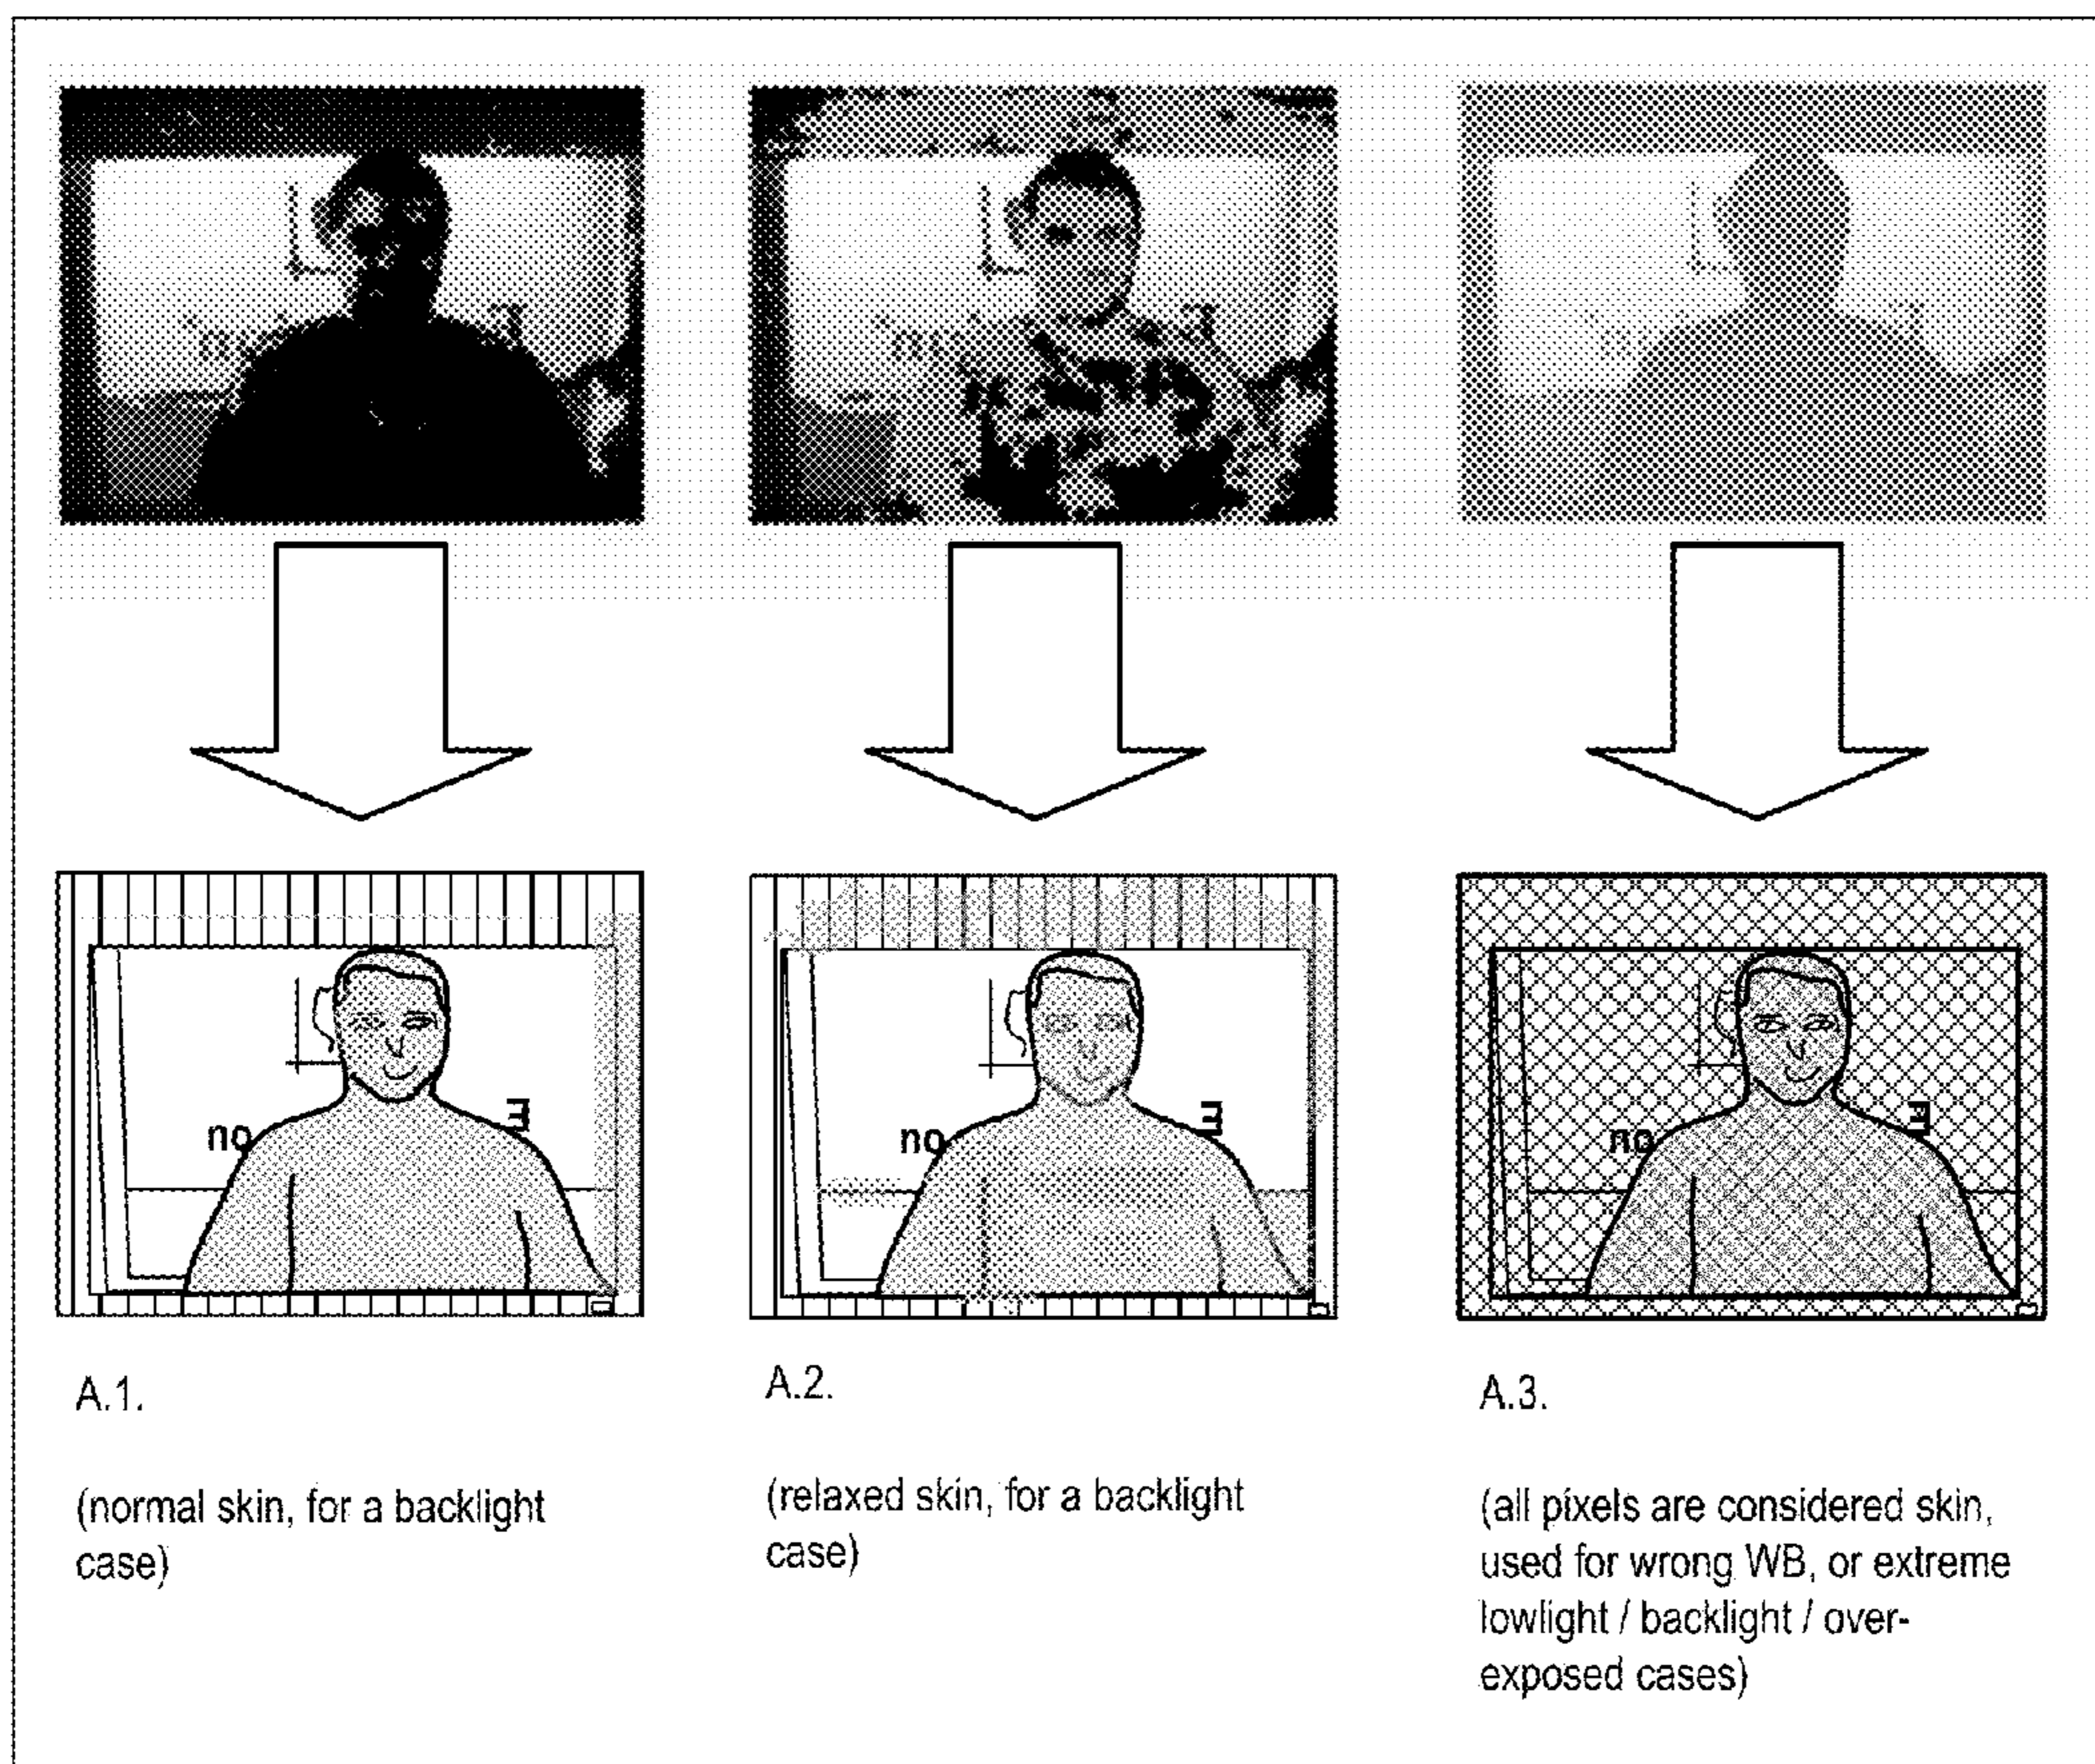 no
E
no
E
no
E
A.1.
(normal skin, for a backlight
case)
A.2.
(relaxed skin, for a backlight
case)
A.3.
(all pixels are considered skin,
used for wrong WB, or extreme
lowlight / backlight / over-
exposed cases)